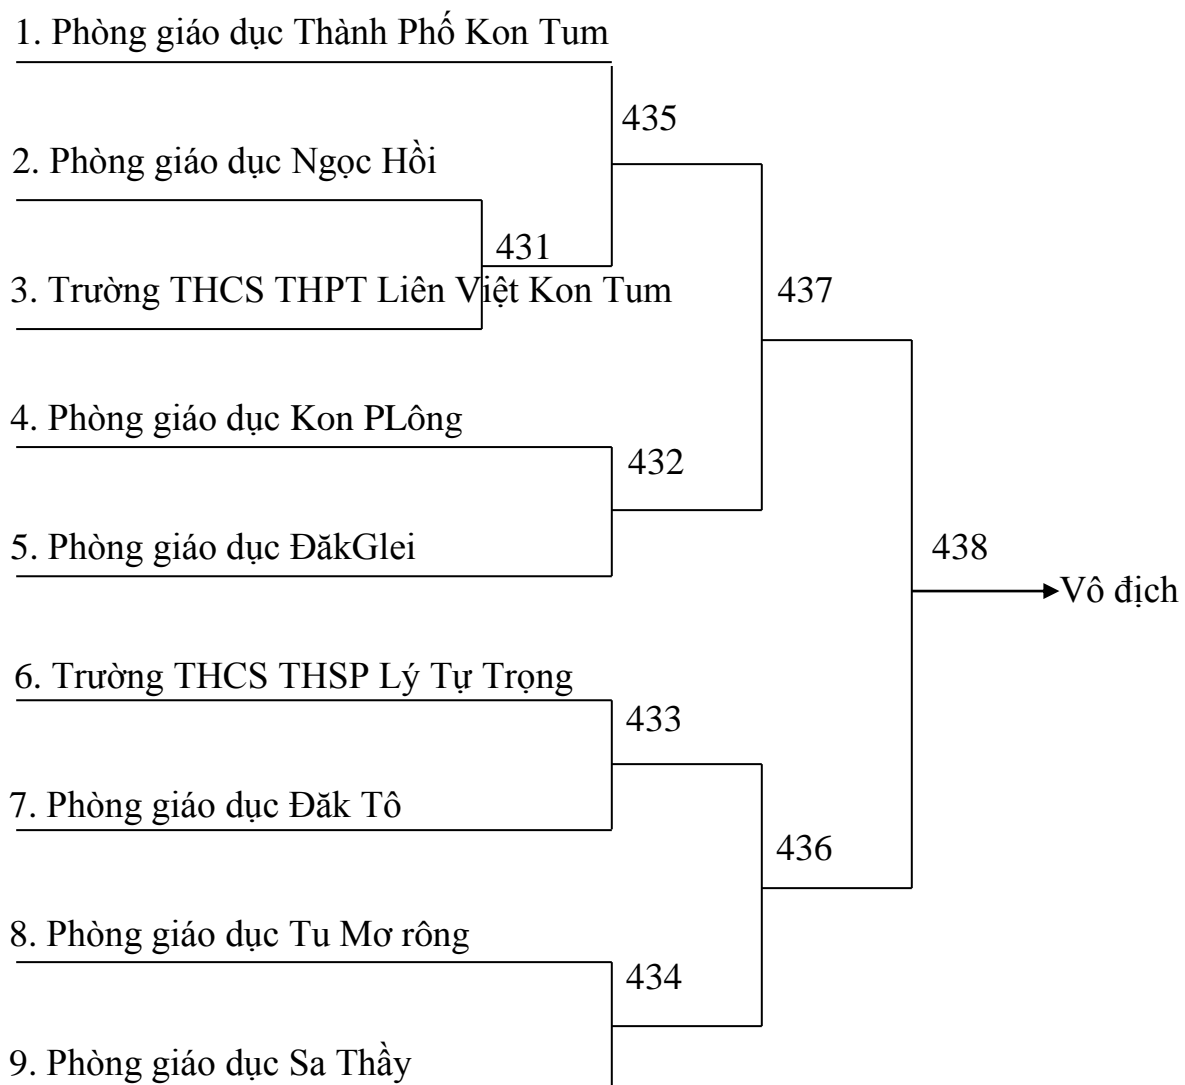 1. Phòng giáo dục Thành Phố Kon Tum
435
2. Phòng giáo dục Ngọc Hồi
431
3. Trường THCS THPT Liên Việt Kon Tum
437
4. Phòng giáo dục Kon PLông
432
5. Phòng giáo dục ĐăkGlei
438
Vô địch
6. Trường THCS THSP Lý Tự Trọng
433
7. Phòng giáo dục Đăk Tô
436
8. Phòng giáo dục Tu Mơ rông
434
9. Phòng giáo dục Sa Thầy